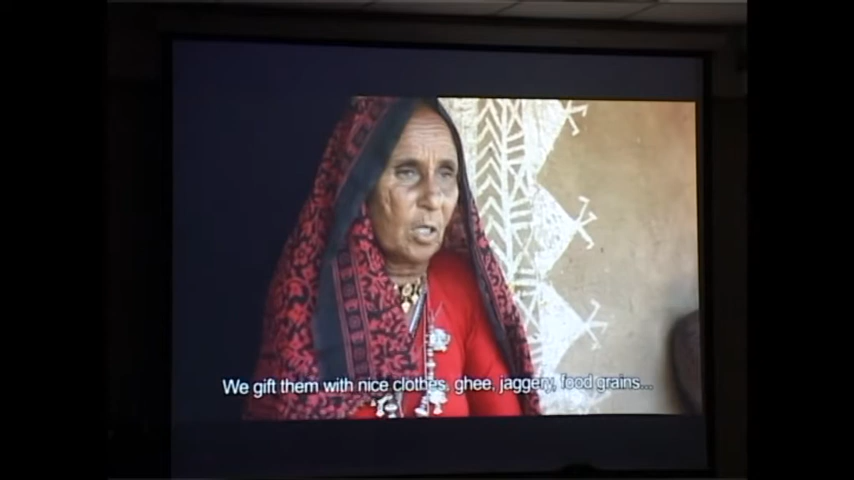 We gift them with nice clothes, ghee, jaggery, food grains...